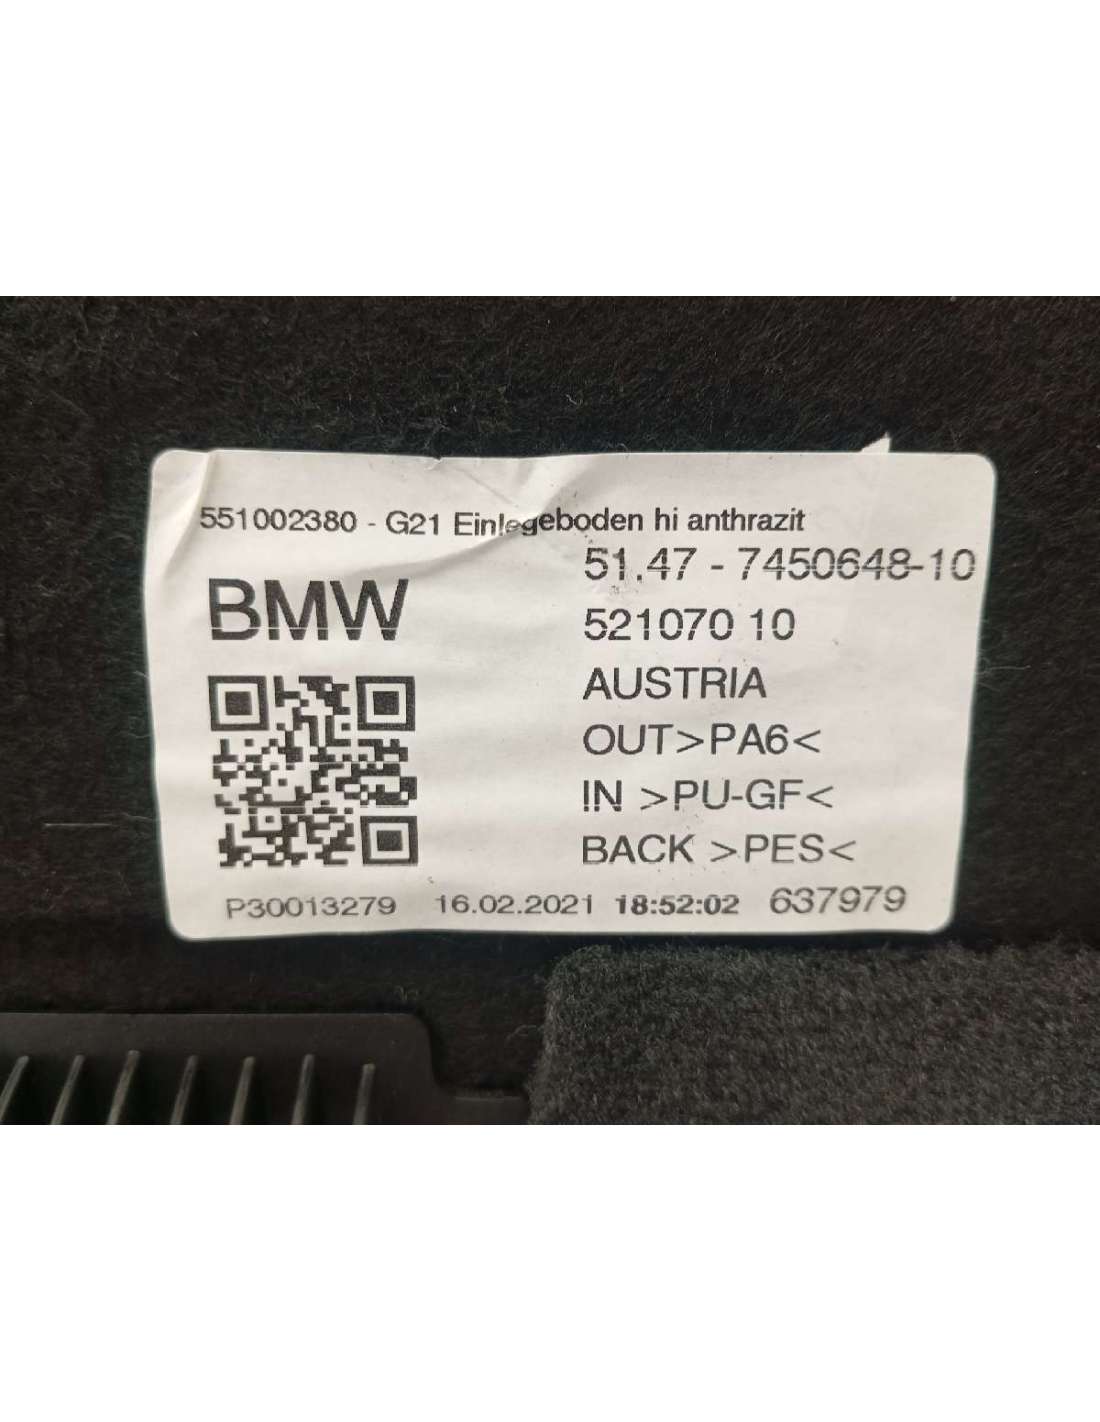 551002380 - G21 Einlegeboden hi anthrazit
51.47 - 7450648-10
BMW
521070 10
AUSTRIA
OUT>PA6<
IN >PU-GF<
BACK >PES<
P30013279 16.02.2021 18:52:02 637979